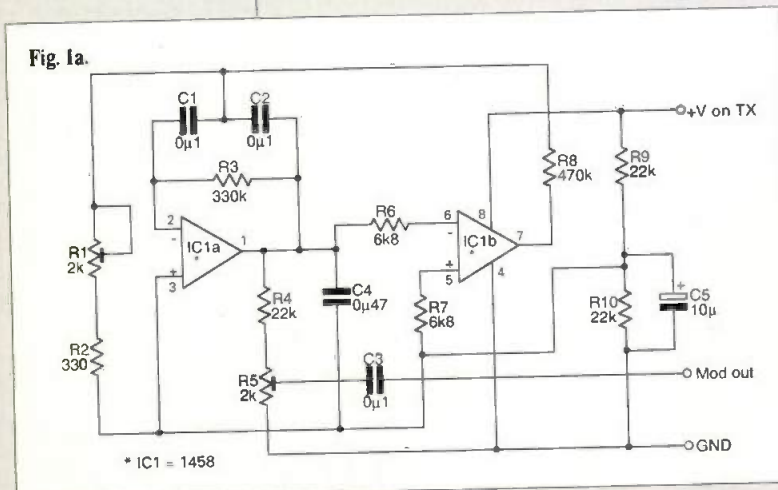 Fig. 1a.
C1
0µ1
C2
0µ1
R3
330k
2
-
IC1a
*
+
3
1
R1
2k
R2
330
R4
22k
R5
2k
C4
0µ47
C3
0µ1
R6
6k8
R7
6k8
6
-
IC1b
*
+
5
8
7
4
R8
470k
R9
22k
R10
22k
+
C5
10µ
+V on TX
Mod out
GND
* IC1 = 1458